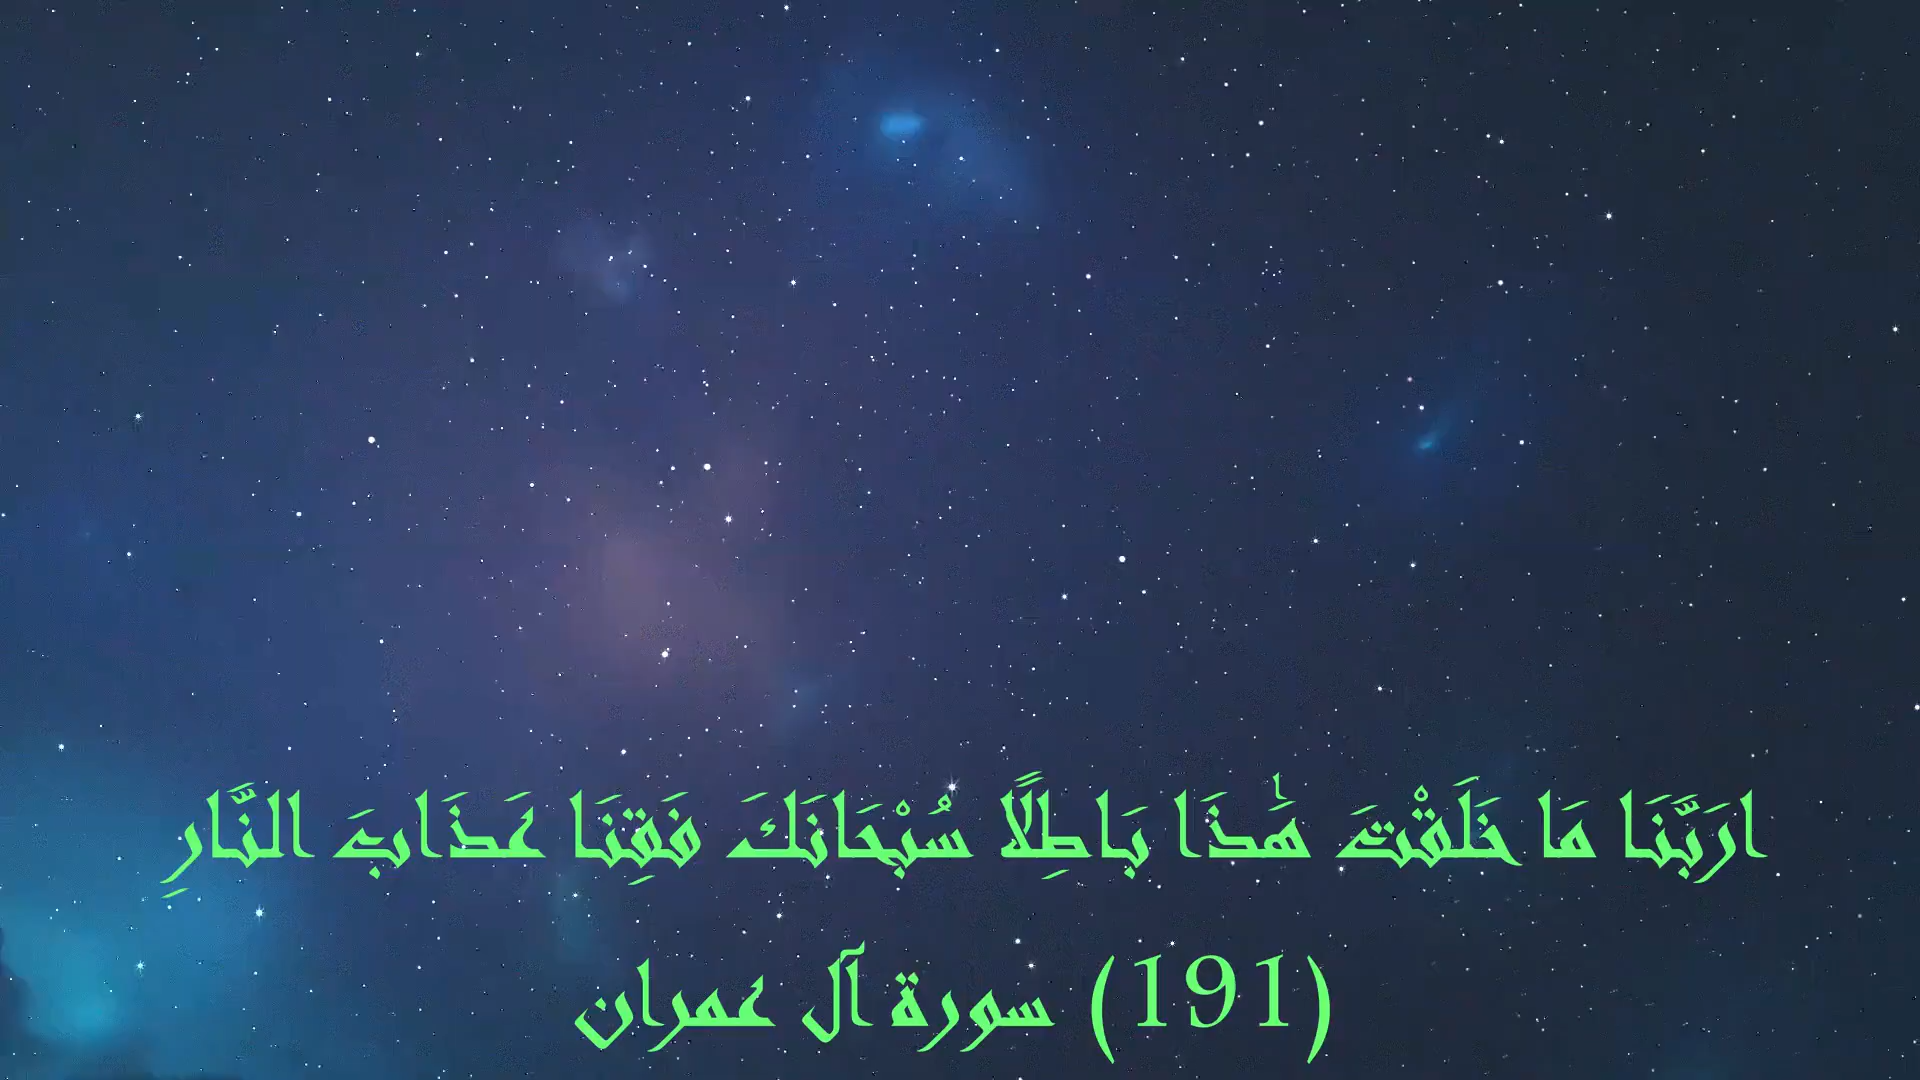 ارَبَّنَا مَا خَلَقْتَ هَٰذَا بَاطِلًا سُبْحَانَكَ فَقِنَا عَذَابَ النَّارِ
(191) سورة آل عمران